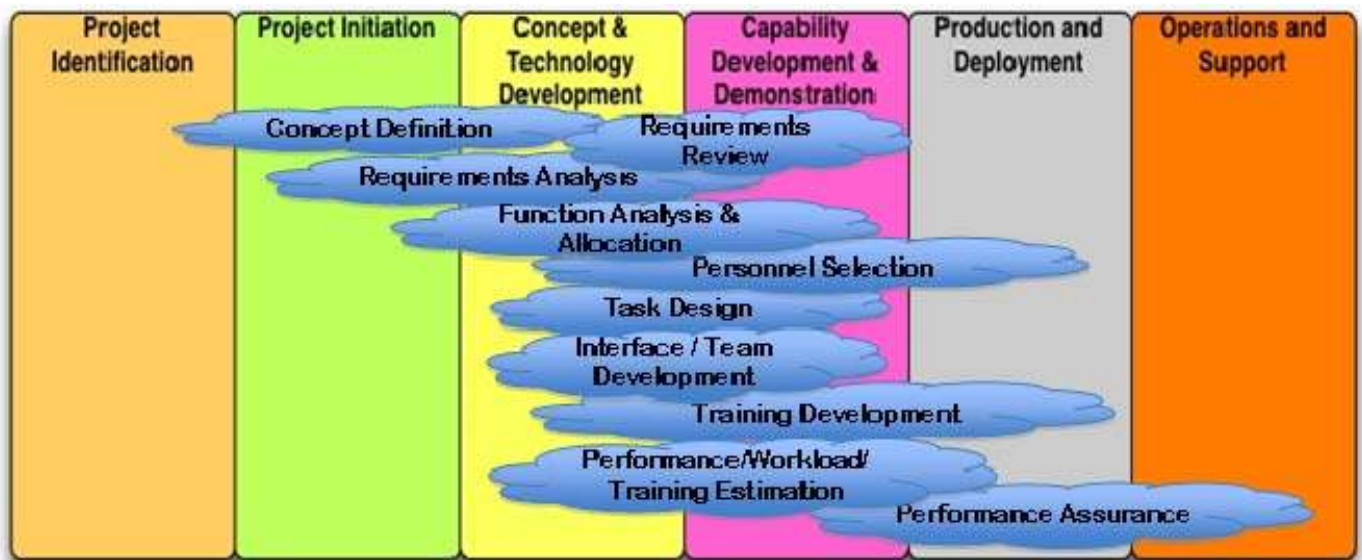 Project
Identification
Project Initiation
Concept &
Technology
Development
Capability
Development &
Demonstration
Production and
Deployment
Operations and
Support
Concept Definition
Requirements
Review
Requirements Analysis
Function Analysis &
Allocation
Personnel Selection
Task Design
Interface / Team
Development
Training Development
Performance/Workload/
Training Estimation
Performance Assurance